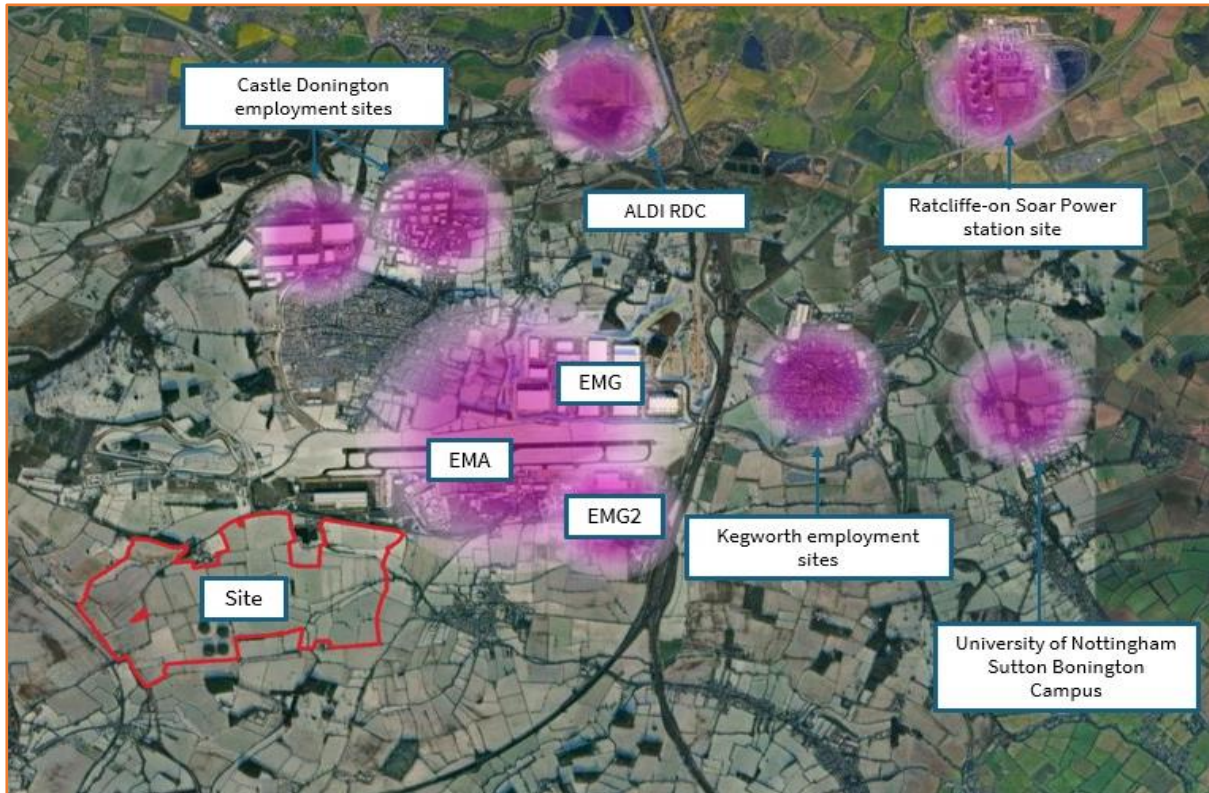 Castle Donington
employment sites
ALDI RDC
Ratcliffe-on Soar Power
station site
EMG
EMA
EMG2
Kegworth employment
sites
Site
University of Nottingham
Sutton Bonington
Campus